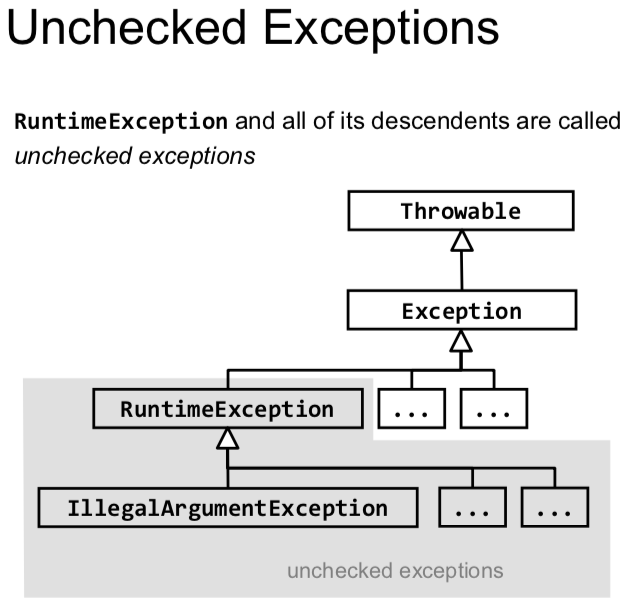 Unchecked Exceptions
RuntimeException and all of its descendents are called
unchecked exceptions
Throwable
Exception
RuntimeException
...
...
IllegalArgumentException
...
...
unchecked exceptions